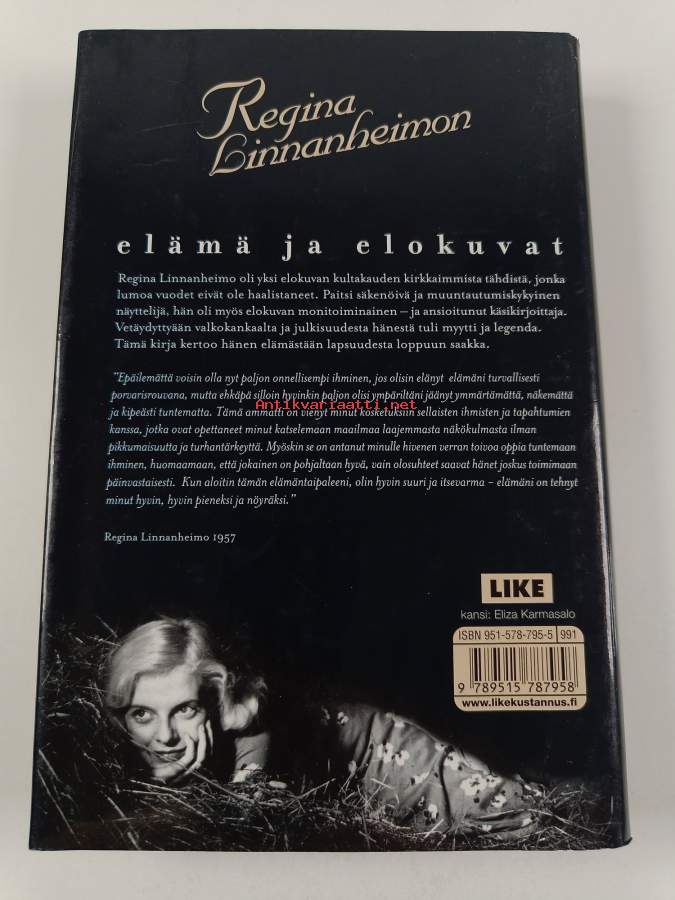 Regina
Linnanheimon
elämä ja elokuvat
Regina Linnanheimo oli yksi elokuvan kultakauden kirkkaimmista tähdistä, jonka
lumoa vuodet eivät ole haalistaneet. Paitsi säkenöivä ja muuntautumiskykyinen
näyttelijä, hän oli myös elokuvan monitoiminainen – ja ansioitunut käsikirjoittaja.
Vetäydyttyään valkokankaalta ja julkisuudesta hänestä tuli myytti ja legenda.
Tämä kirja kertoo hänen elämästään lapsuudesta loppuun saakka.
"Epäilemättä voisin olla nyt paljon onnellisempi ihminen, jos olisin elänyt elämäni turvallisesti
porvarisrouvana, mutta ehkäpä silloin hyvinkin paljon olisi ympäriltäni jäänyt ymmärtämättä, näkemättä
Antikvariaatti.net
ja kipeästi tuntematta. Tämä ammatti on vienyt minut kosketuksiin sellaisten ihmisten ja tapahtumien
kanssa, jotka ovat opettaneet minut katselemaan maailmaa laajemmasta näkökulmasta ilman
pikkumaisuutta ja turhantärkeyttä. Myöskin se on antanut minulle hivenen verran toivoa oppia tuntemaan
ihminen, huomaamaan, että jokainen on pohjaltaan hyvä, vain olosuhteet saavat hänet joskus toimimaan
päinvastaisesti. Kun aloitin tämän elämäntaipaleeni, olin hyvin suuri ja itsevarma – elämäni on tehnyt
minut hyvin, hyvin pieneksi ja nöyräksi."
Regina Linnanheimo 1957
LIKE
kansi: Eliza Karmasalo
ISBN 951-578-795-5 991
9 789515 787958
www.likekustannus.fi